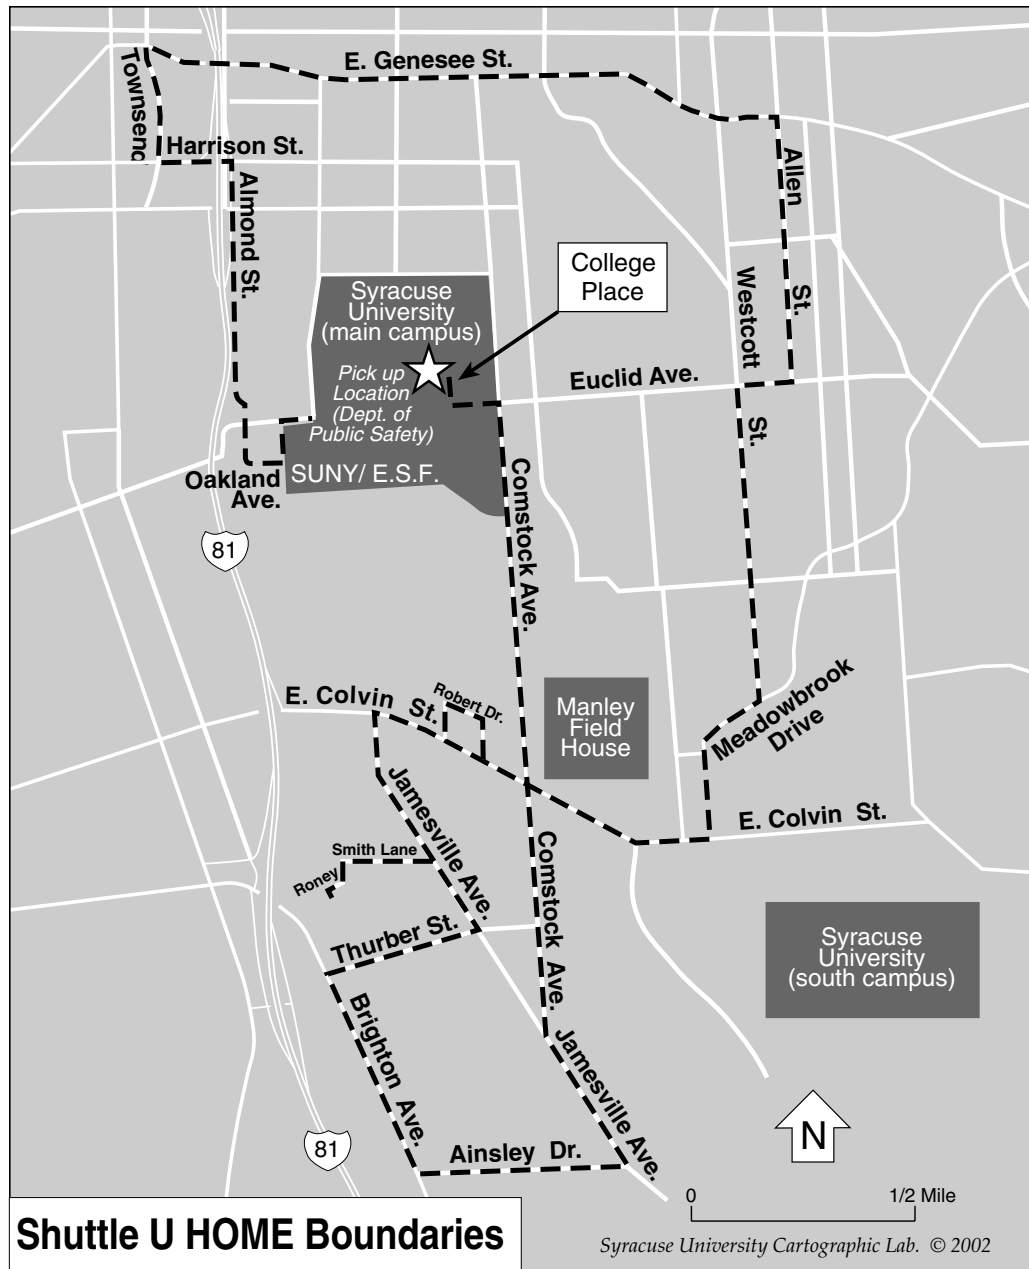 E. Genesee St.
Townsend
Harrison St.
Allen
St.
Almond St.
College
Place
Syracuse
University
(main campus)
Westcott
St.
Pick up
Location
(Dept. of
Public Safety)
Euclid Ave.
SUNY/ E.S.F.
Oakland
Ave.
Comstock Ave.
81
E. Colvin St.
Robert Dr.
Manley
Field
House
Meadowbrook
Drive
E. Colvin St.
Jamesville Ave.
Smith Lane
Roney
Comstock Ave.
Thurber St.
Syracuse
University
(south campus)
Brighton Ave.
Jamesville Ave.
81
Ainsley Dr.
N
0 1/2 Mile
Shuttle U HOME Boundaries
Syracuse University Cartographic Lab. © 2002